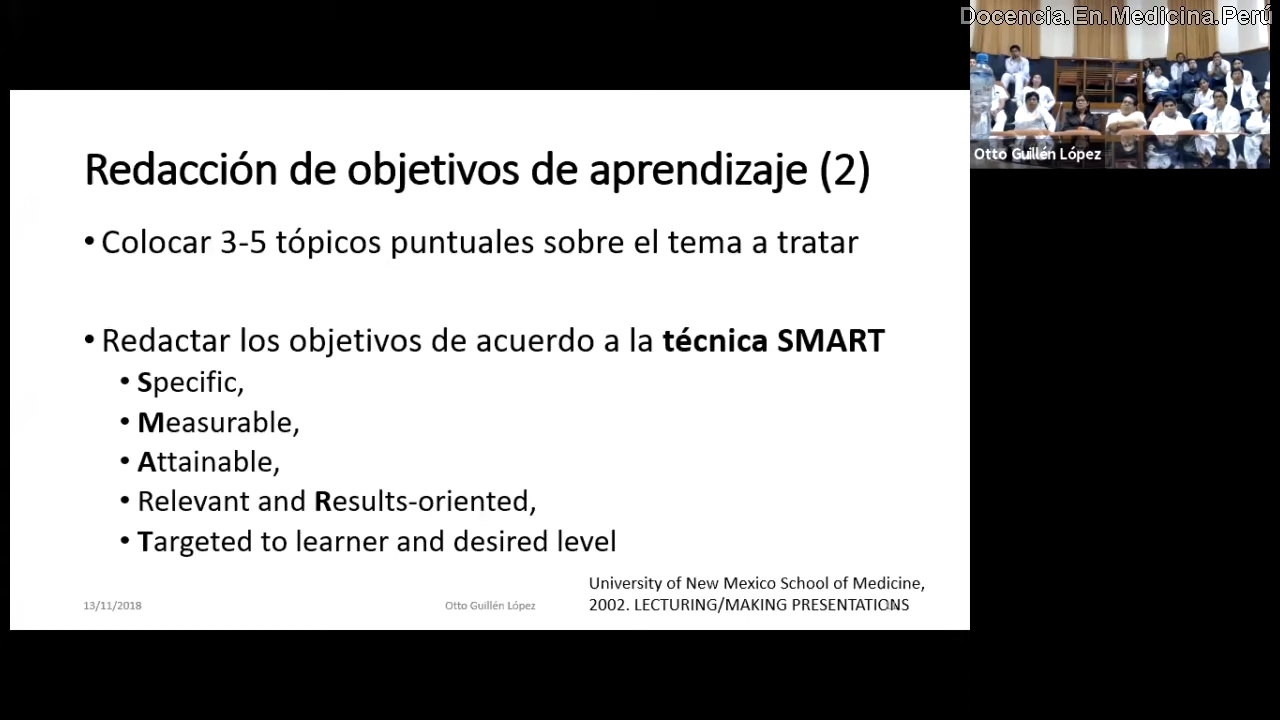 Docencia.En.Medicina.Perú
Otto Guillén López
Redacción de objetivos de aprendizaje (2)
• Colocar 3-5 tópicos puntuales sobre el tema a tratar
• Redactar los objetivos de acuerdo a la técnica SMART
• Specific,
• Measurable,
• Attainable,
• Relevant and Results-oriented,
• Targeted to learner and desired level
University of New Mexico School of Medicine,
2002. LECTURING/MAKING PRESENTATIONS
13/11/2018
Otto Guillén López